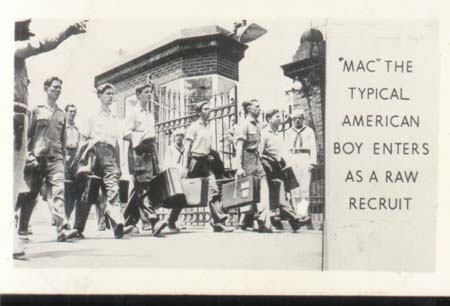 "MAC" THE
TYPICAL
AMERICAN
BOY ENTERS
AS A RAW
RECRUIT